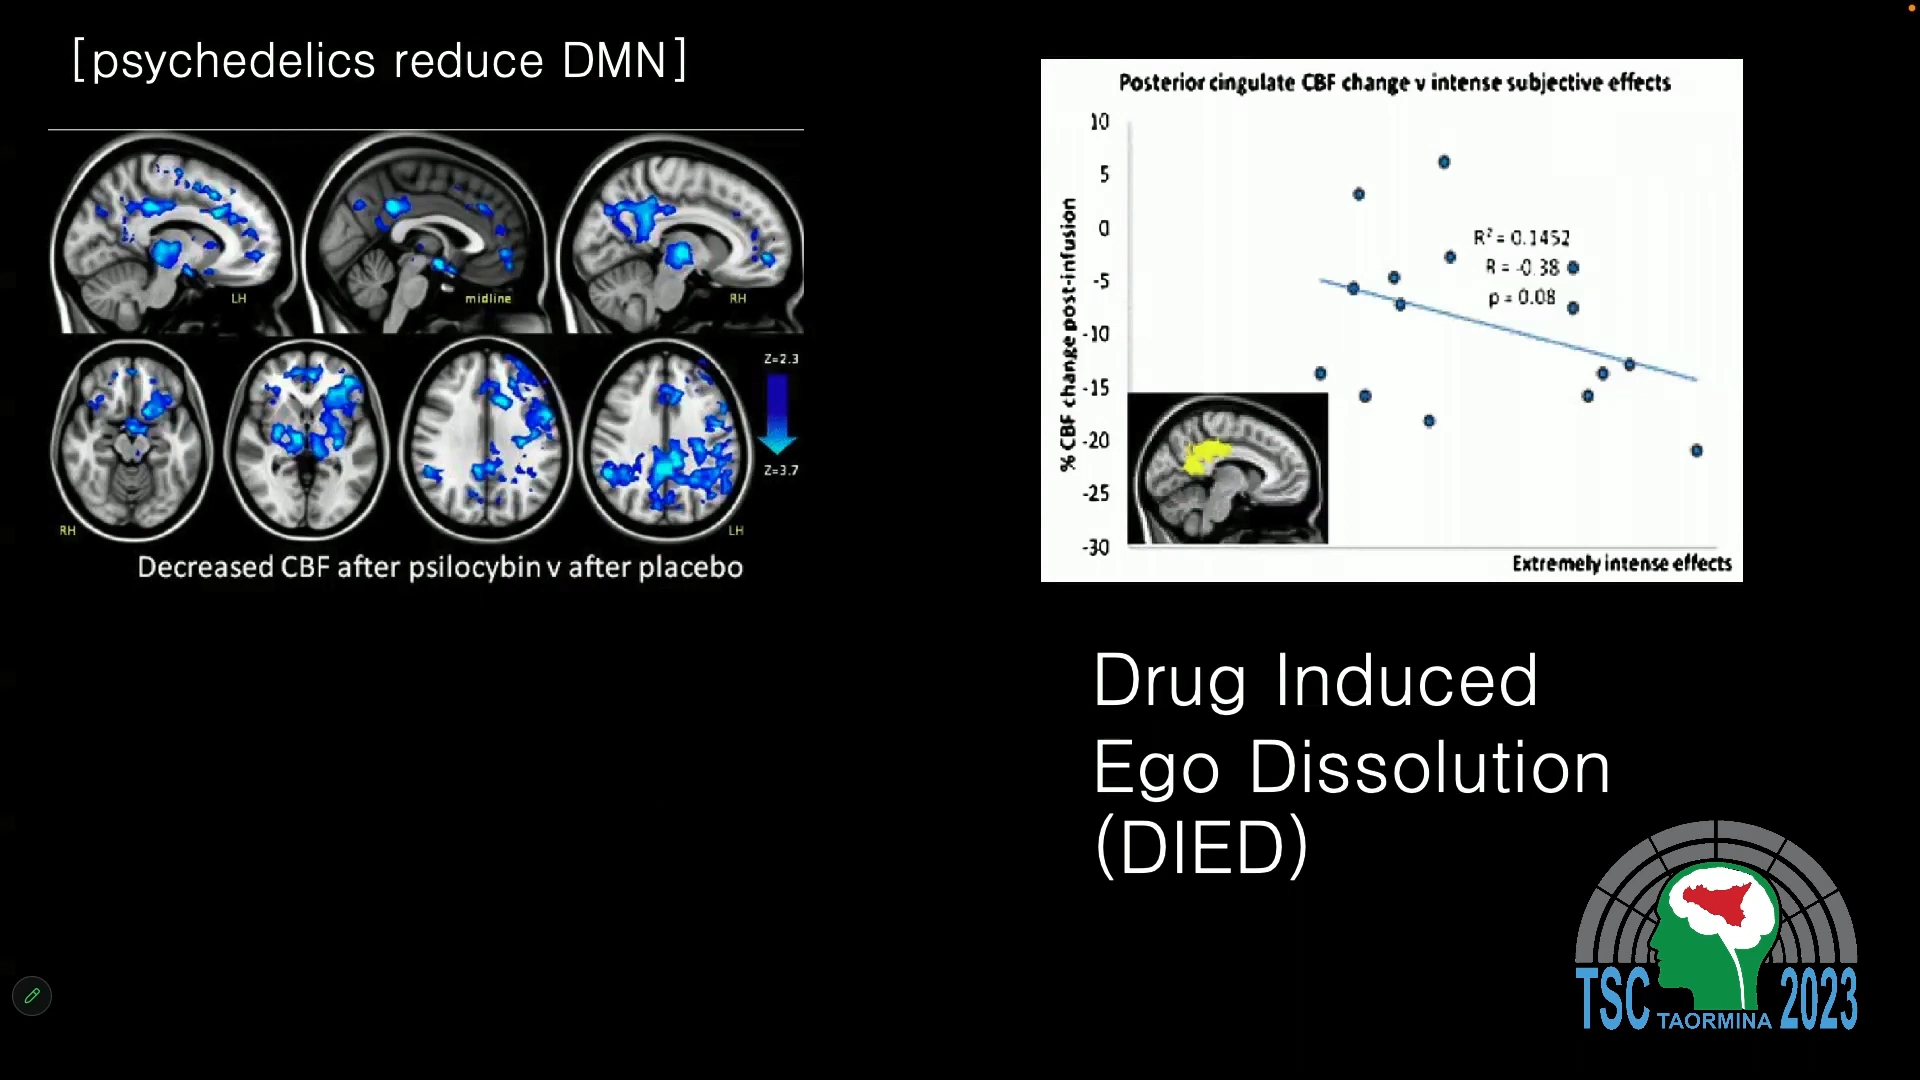 [psychedelics reduce DMN]
LH
midline
RH
Z=2.3
Z=3.7
RH
LH
Decreased CBF after psilocybin v after placebo
Posterior cingulate CBF change v intense subjective effects
% CBF change post-infusion
10
5
0
-5
-10
-15
-20
-25
-30
R² = 0.1452
R = -0.38
p = 0.08
Extremely intense effects
Drug Induced
Ego Dissolution
(DIED)
TSC TAORMINA 2023